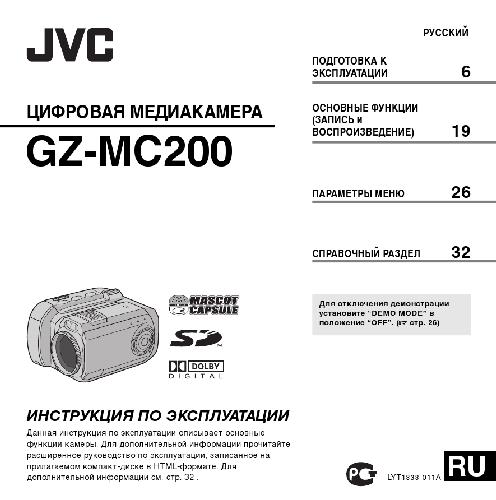 JVC
РУССКИЙ
ПОДГОТОВКА К
ЭКСПЛУАТАЦИИ 6
ЦИФРОВАЯ МЕДИАКАМЕРА
GZ-MC200
ОСНОВНЫЕ ФУНКЦИИ
(ЗАПИСЬ и
ВОСПРОИЗВЕДЕНИЕ) 19
ПАРАМЕТРЫ МЕНЮ 26
СПРАВОЧНЫЙ РАЗДЕЛ 32
Для отключения демонстрации
установите "DEMO MODE" в
положение "OFF". (☞ стр. 26)
MASCOT
CAPSULE
SD
DOLBY
DIGITAL
ИНСТРУКЦИЯ ПО ЭКСПЛУАТАЦИИ
Данная инструкция по эксплуатации описывает основные
функции камеры. Для дополнительной информации прочитайте
расширенное руководство по эксплуатации, записанное на
прилагаемом компакт-диске в HTML-формате. Для
дополнительной информации см. стр. 32.
РСТ
LYT1333-011A
RU